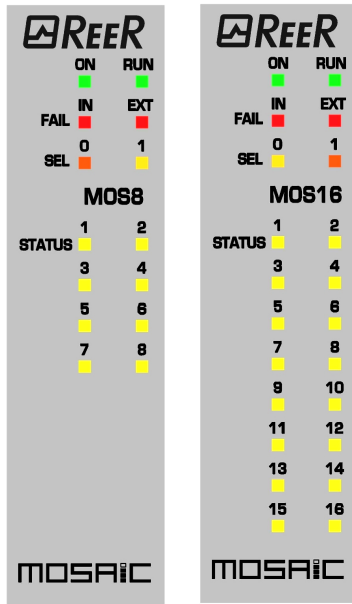 ReeR
ON RUN
IN EXT
FAIL
0 1
SEL
MOS8
1 2
STATUS
3 4
5 6
7 8
MOSAiC
ReeR
ON RUN
IN EXT
FAIL
0 1
SEL
MOS16
1 2
STATUS
3 4
5 6
7 8
9 10
11 12
13 14
15 16
MOSAiC